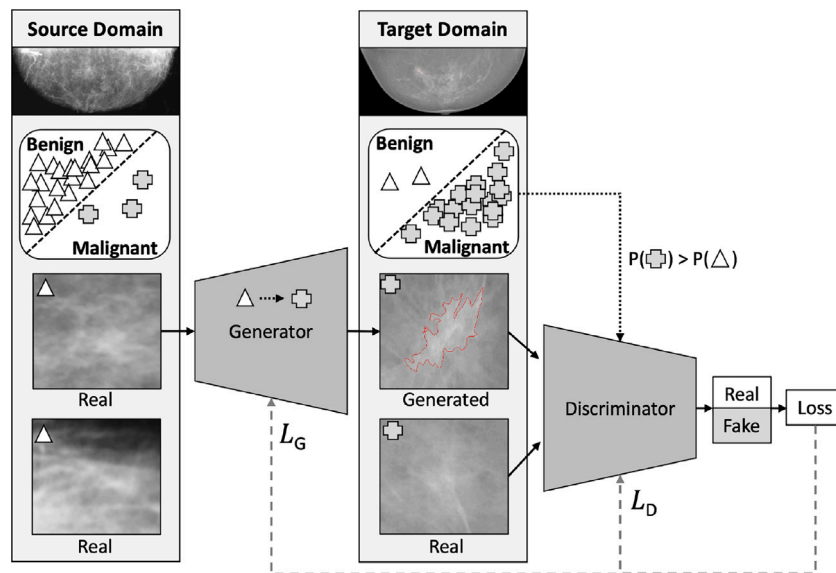 Source Domain
Benign
Malignant
Real
Real
Generator
L_G
Target Domain
Benign
Malignant
Generated
Real
P(✚) > P(△)
Discriminator
L_D
Real
Fake
Loss